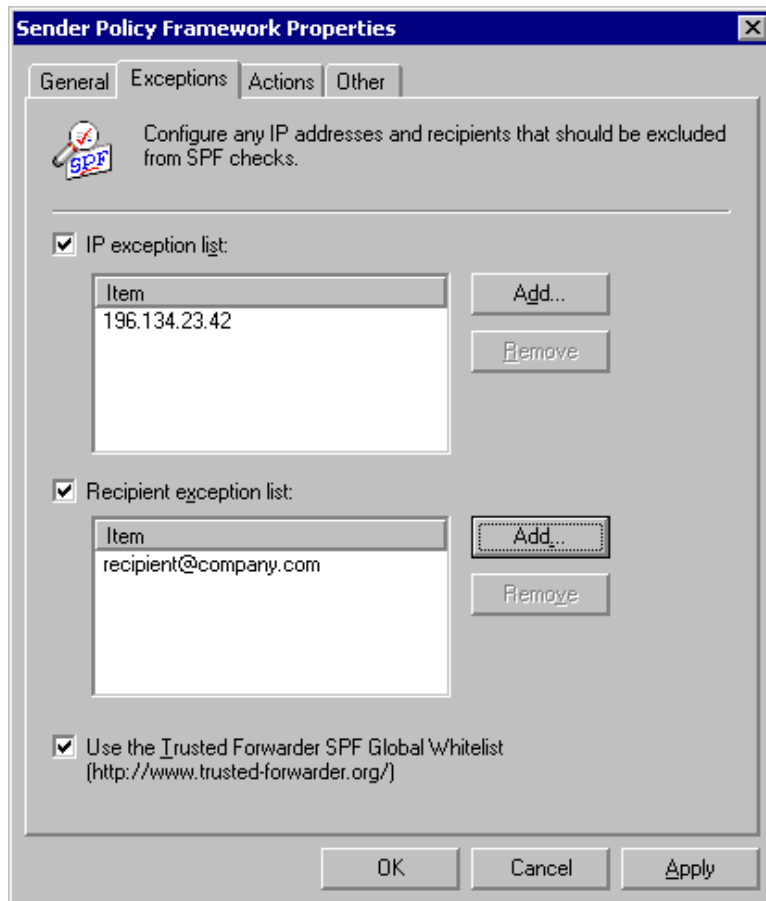 Sender Policy Framework Properties
General Exceptions Actions Other
SPF
Configure any IP addresses and recipients that should be excluded
from SPF checks.
IP exception list:
Item
196.134.23.42
Add...
Remove
Recipient exception list:
Item
recipient@company.com
Add...
Remove
Use the Trusted Forwarder SPF Global Whitelist
(http://www.trusted-forwarder.org/)
OK Cancel Apply